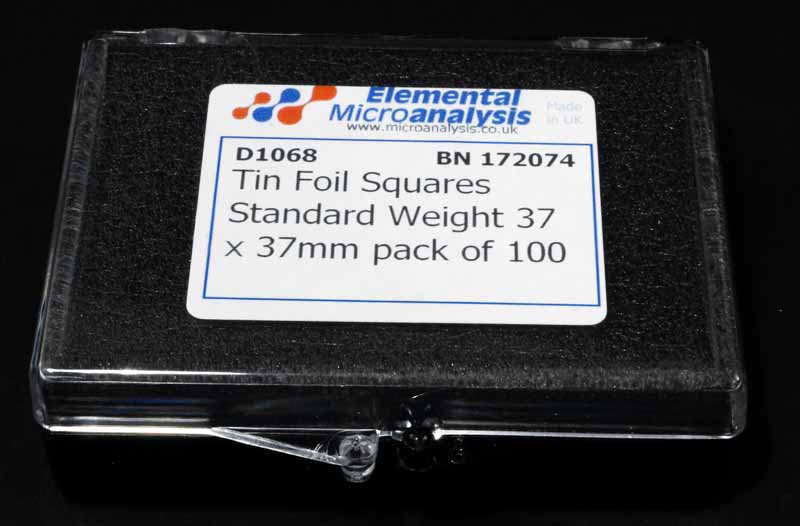 Elemental
Microanalysis
Made
in UK
www.microanalysis.co.uk
D1068 BN 172074
Tin Foil Squares
Standard Weight 37
x 37mm pack of 100